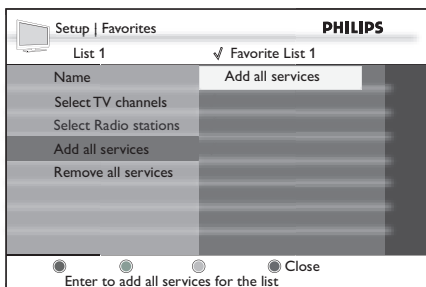 Setup | Favorites PHILIPS
List 1 √ Favorite List 1
Name Add all services
Select TV channels
Select Radio stations
Add all services
Remove all services
Close
Enter to add all services for the list